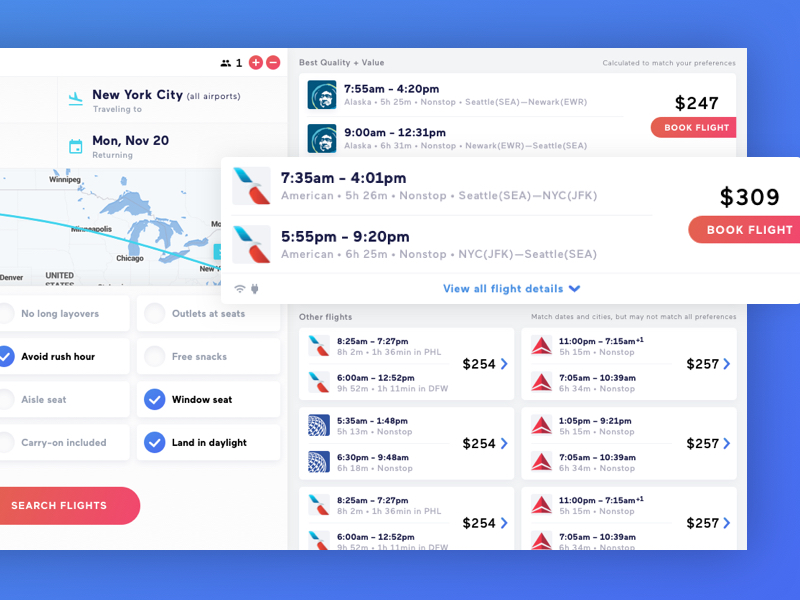 1
New York City (all airports)
Traveling to
Mon, Nov 20
Returning
Winnipeg
Minneapolis
Chicago
Denver
UNITED
STATES
No long layovers
Outlets at seats
Avoid rush hour
Free snacks
Aisle seat
Window seat
Carry-on included
Land in daylight
SEARCH FLIGHTS
Best Quality + Value
Calculated to match your preferences
7:55am – 4:20pm
Alaska • 5h 25m • Nonstop • Seattle(SEA)—Newark(EWR)
9:00am – 12:31pm
Alaska • 6h 31m • Nonstop • Newark(EWR)—Seattle(SEA)
$247
BOOK FLIGHT
7:35am – 4:01pm
American • 5h 26m • Nonstop • Seattle(SEA)—NYC(JFK)
5:55pm – 9:20pm
American • 6h 25m • Nonstop • NYC(JFK)—Seattle(SEA)
$309
BOOK FLIGHT
View all flight details
Other flights
Match dates and cities, but may not match all preferences
8:25am – 7:27pm
8h 2m • 1h 36min in PHL
6:00am – 12:52pm
9h 52m • 1h 11min in DFW
$254
11:00pm – 7:15am+1
5h 15m • Nonstop
7:05am – 10:39am
6h 34m • Nonstop
$257
5:35am – 1:48pm
5h 13m • Nonstop
6:30pm – 9:48am
6h 18m • Nonstop
$254
1:05pm – 9:21pm
5h 15m • Nonstop
7:05am – 10:39am
6h 34m • Nonstop
$257
8:25am – 7:27pm
8h 2m • 1h 36min in PHL
6:00am – 12:52pm
9h 52m • 1h 11min in DFW
$254
11:00pm – 7:15am+1
5h 15m • Nonstop
7:05am – 10:39am
6h 34m • Nonstop
$257